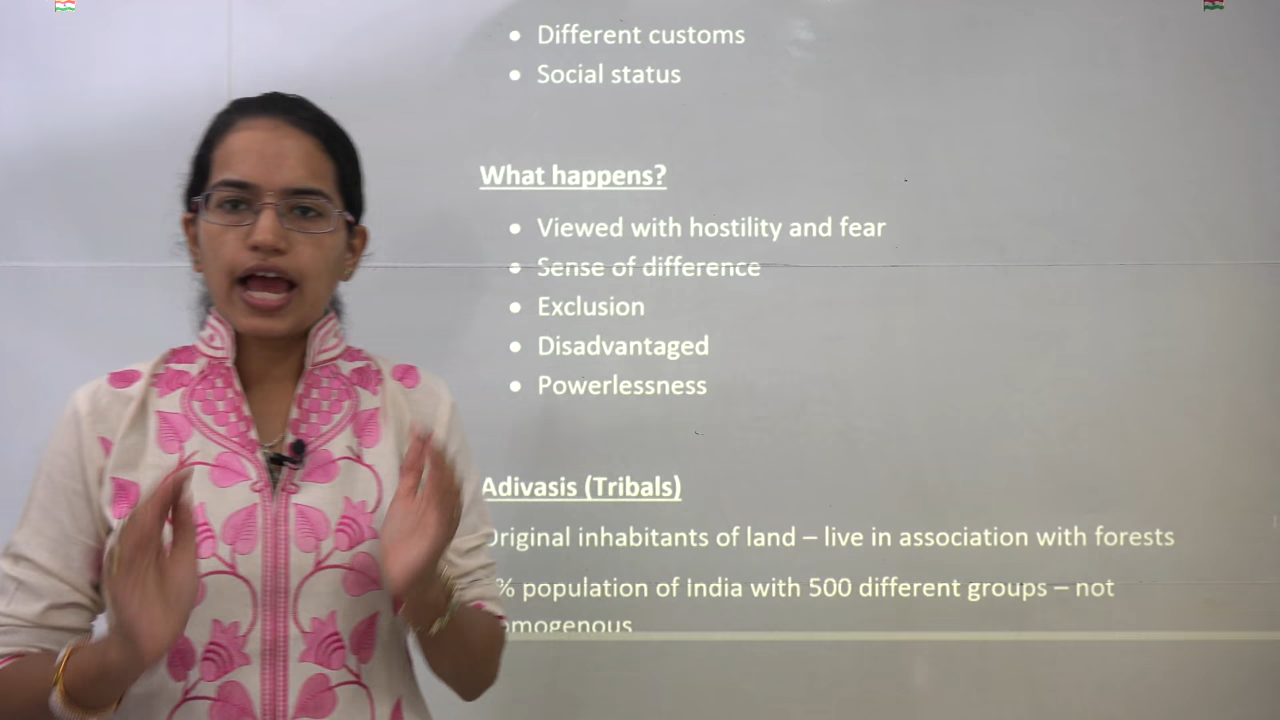 • Different customs
• Social status
What happens?
• Viewed with hostility and fear
• Sense of difference
• Exclusion
• Disadvantaged
• Powerlessness
Adivasis (Tribals)
inhabitants of land – live in association with forests
% population of India with 500 different groups – not